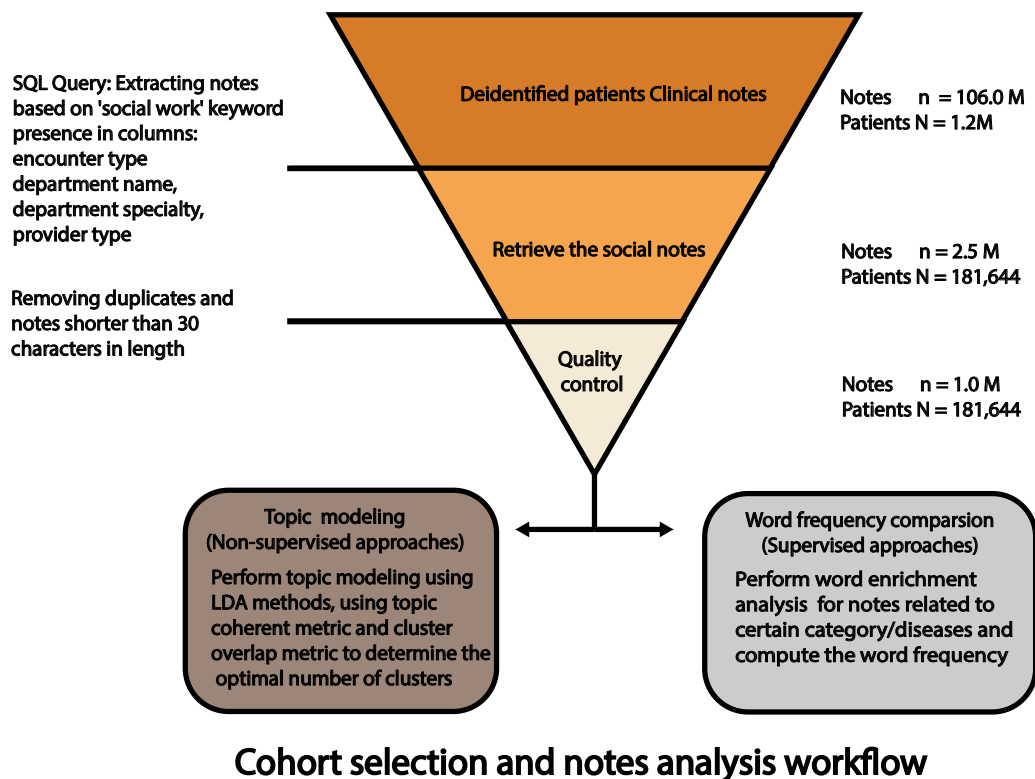 SQL Query: Extracting notes
based on 'social work' keyword
presence in columns:
encounter type
department name,
department specialty,
provider type
Deidentified patients Clinical notes
Notes n = 106.0 M
Patients N = 1.2M
Retrieve the social notes
Notes n = 2.5 M
Patients N = 181,644
Removing duplicates and
notes shorter than 30
characters in length
Quality
control
Notes n = 1.0 M
Patients N = 181,644
Topic modeling
(Non-supervised approaches)
Perform topic modeling using
LDA methods, using topic
coherent metric and cluster
overlap metric to determine the
optimal number of clusters
Word frequency comparsion
(Supervised approaches)
Perform word enrichment
analysis for notes related to
certain category/diseases and
compute the word frequency
Cohort selection and notes analysis workflow